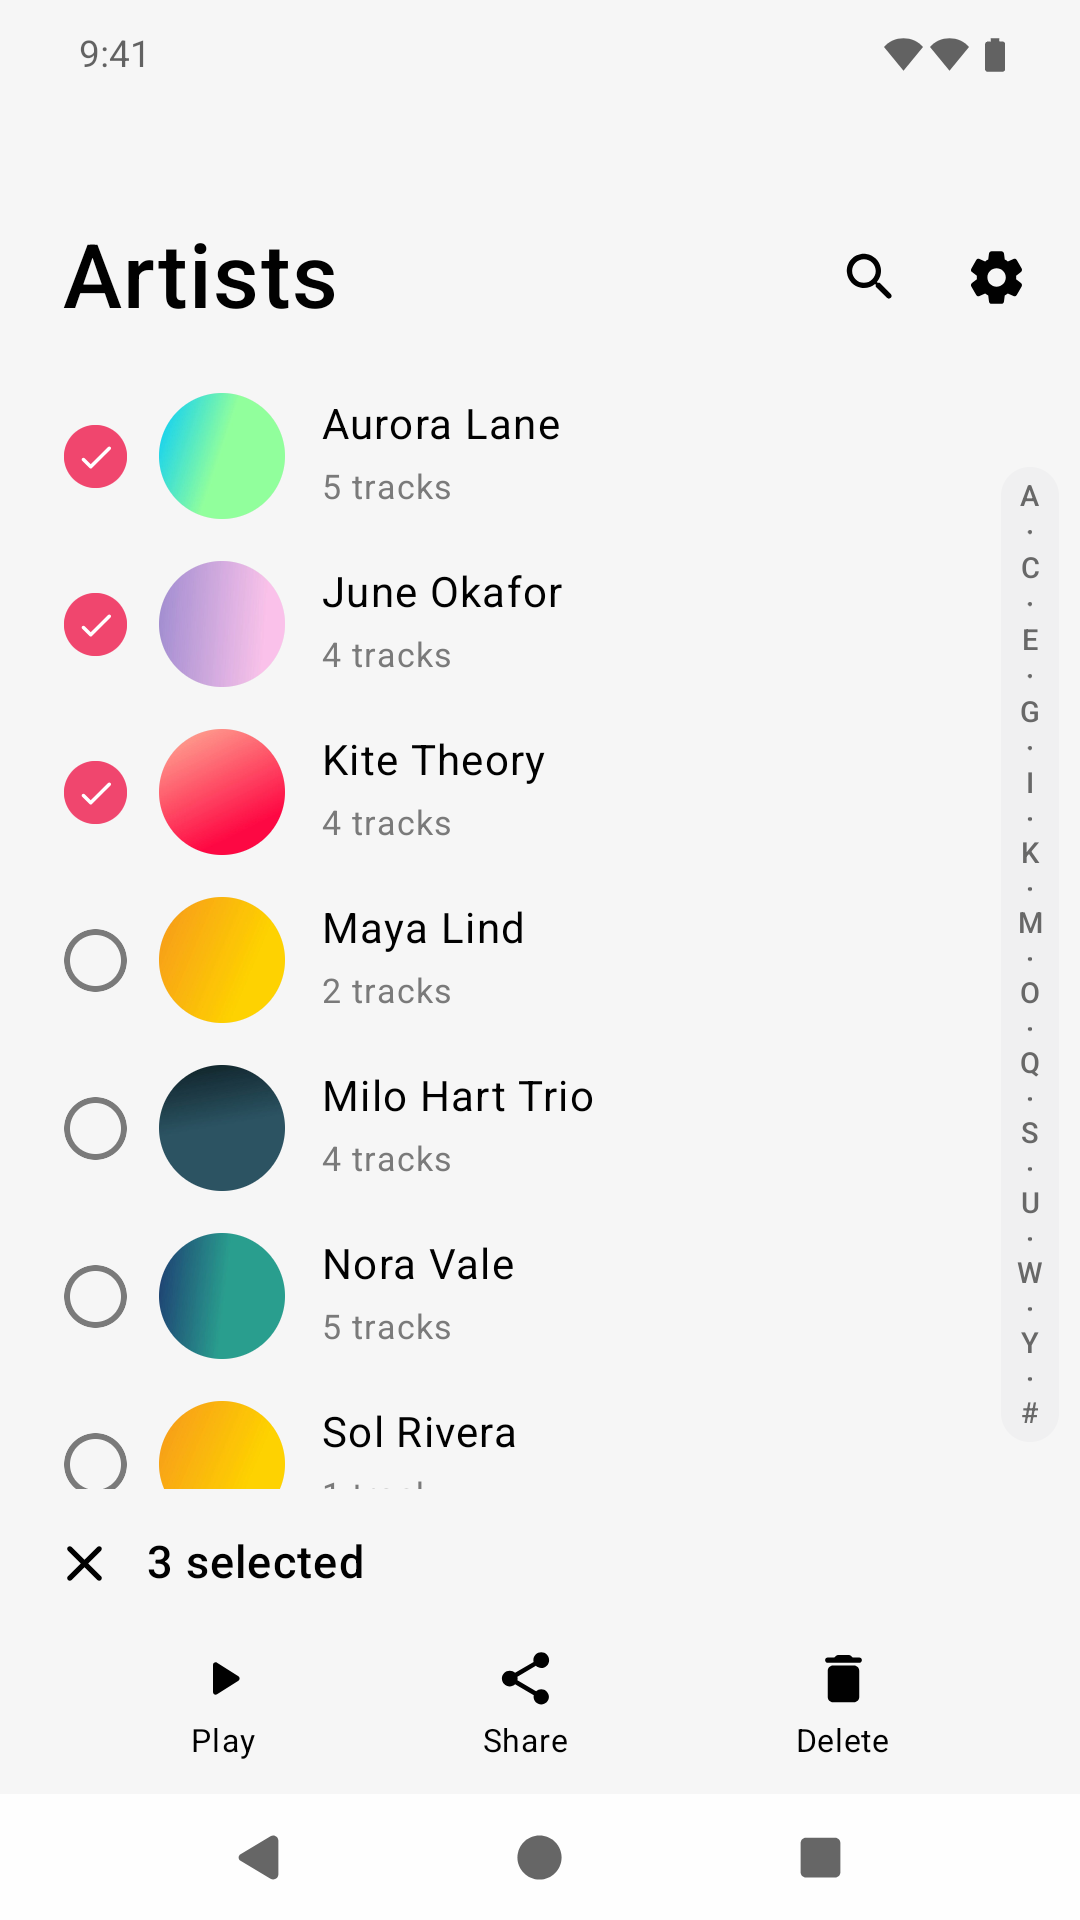 9:41
Artists
Aurora Lane
5 tracks
June Okafor
4 tracks
Kite Theory
4 tracks
Maya Lind
2 tracks
Milo Hart Trio
4 tracks
Nora Vale
5 tracks
Sol Rivera
A
·
C
·
E
·
G
·
I
·
K
·
M
·
O
·
Q
·
S
·
U
·
W
·
Y
·
#
3 selected
Play
Share
Delete